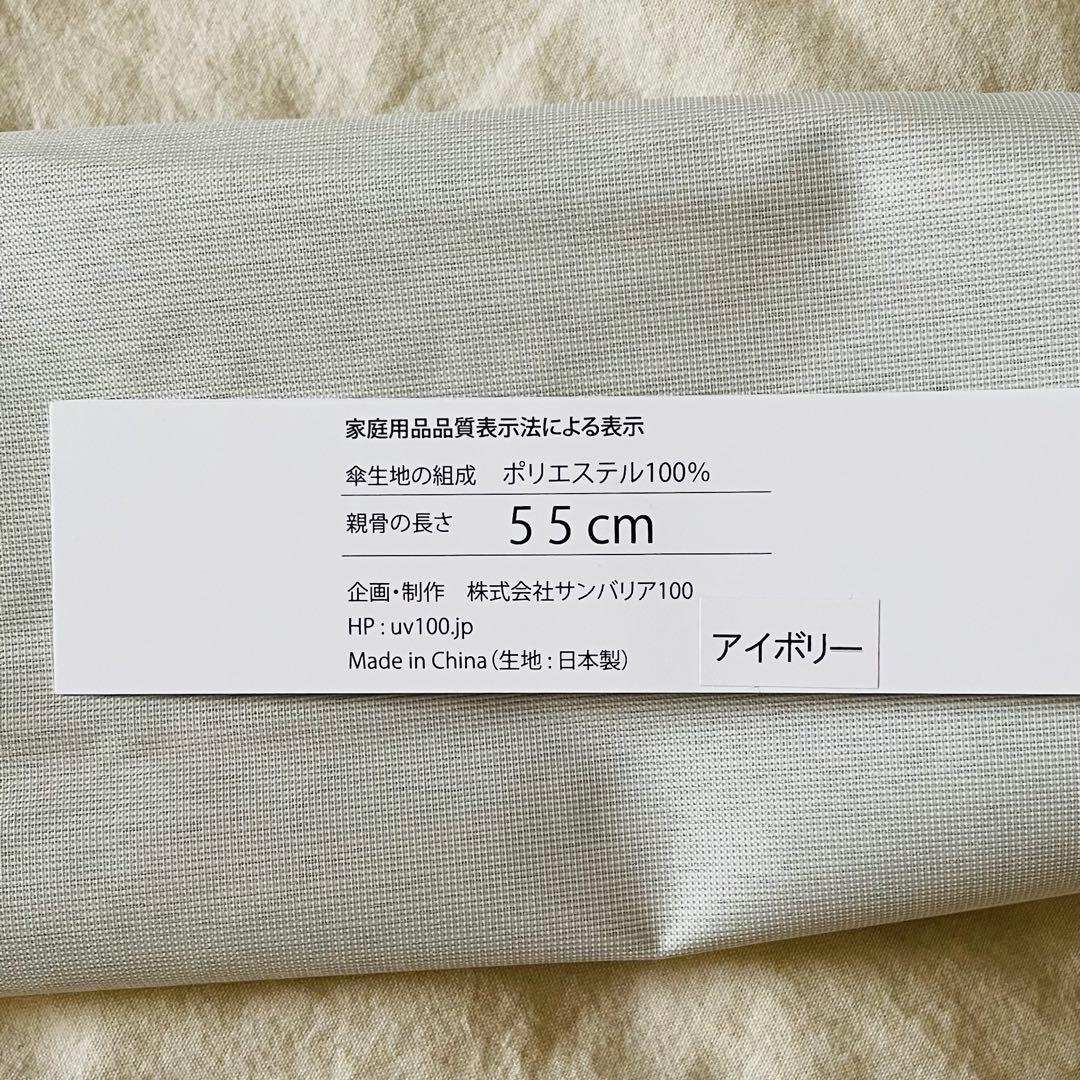 家庭用品品質表示法による表示
傘生地の組成　ポリエステル100%
親骨の長さ　55cm
企画・制作　株式会社サンバリア100
HP : uv100.jp
Made in China（生地 : 日本製）
アイボリー